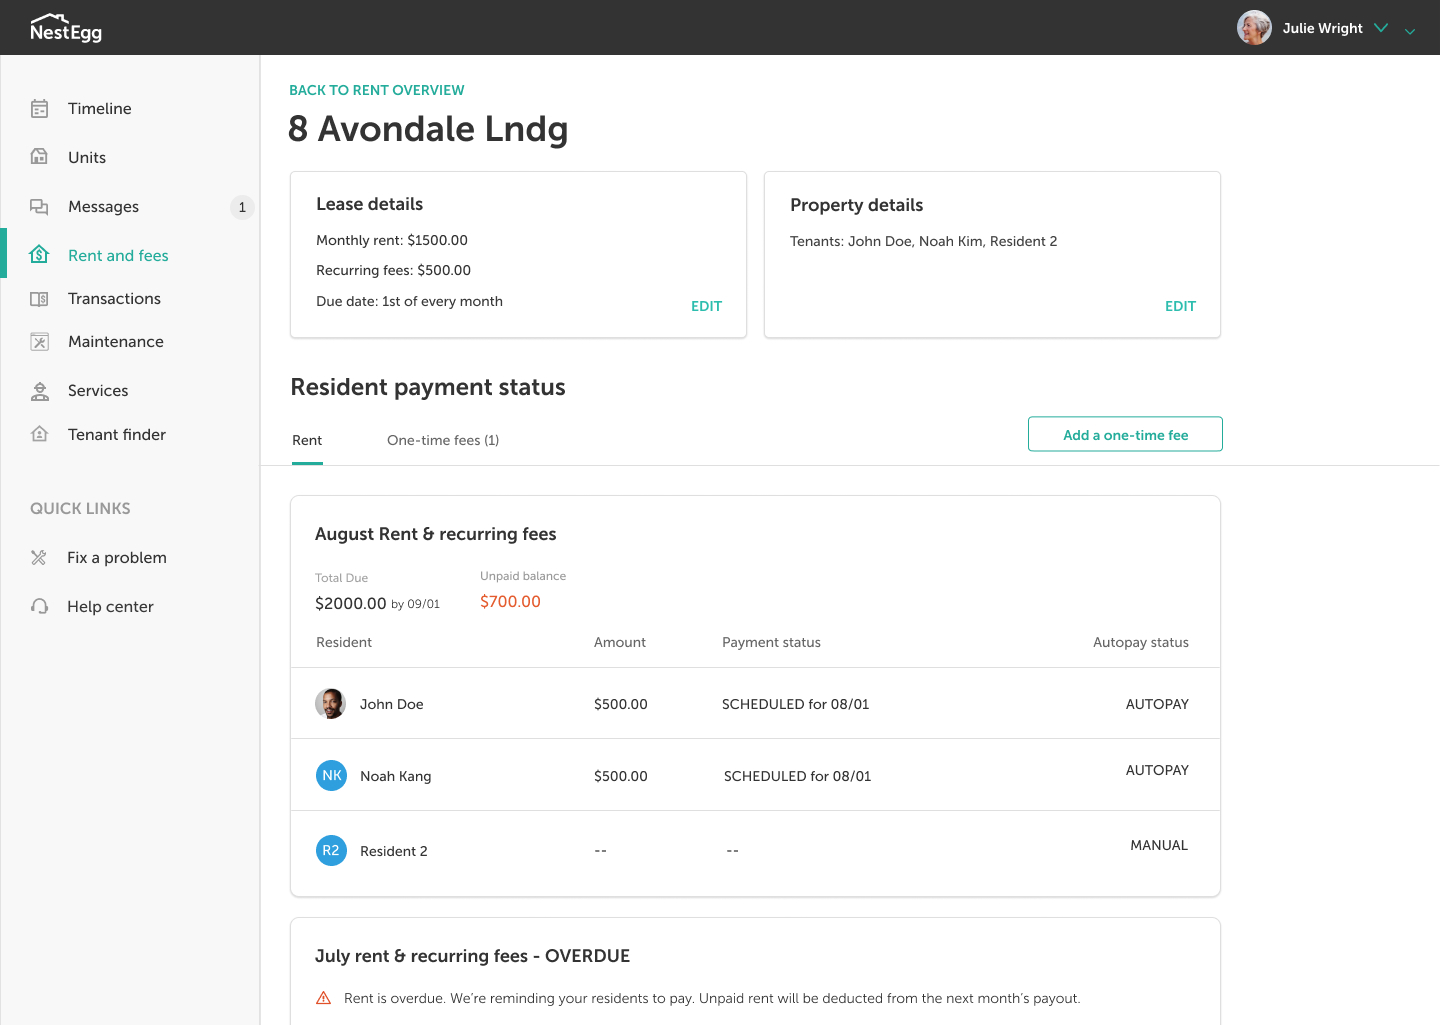 NestEgg
Julie Wright
Timeline
Units
Messages 1
Rent and fees
Transactions
Maintenance
Services
Tenant finder
QUICK LINKS
Fix a problem
Help center
BACK TO RENT OVERVIEW
8 Avondale Lndg
Lease details
Monthly rent: $1500.00
Recurring fees: $500.00
Due date: 1st of every month
EDIT
Property details
Tenants: John Doe, Noah Kim, Resident 2
EDIT
Resident payment status
Rent One-time fees (1) Add a one-time fee
August Rent & recurring fees
Total Due Unpaid balance
$2000.00 by 09/01 $700.00
Resident Amount Payment status Autopay status
John Doe $500.00 SCHEDULED for 08/01 AUTOPAY
NK Noah Kang $500.00 SCHEDULED for 08/01 AUTOPAY
R2 Resident 2 -- -- MANUAL
July rent & recurring fees - OVERDUE
Rent is overdue. We’re reminding your residents to pay. Unpaid rent will be deducted from the next month’s payout.